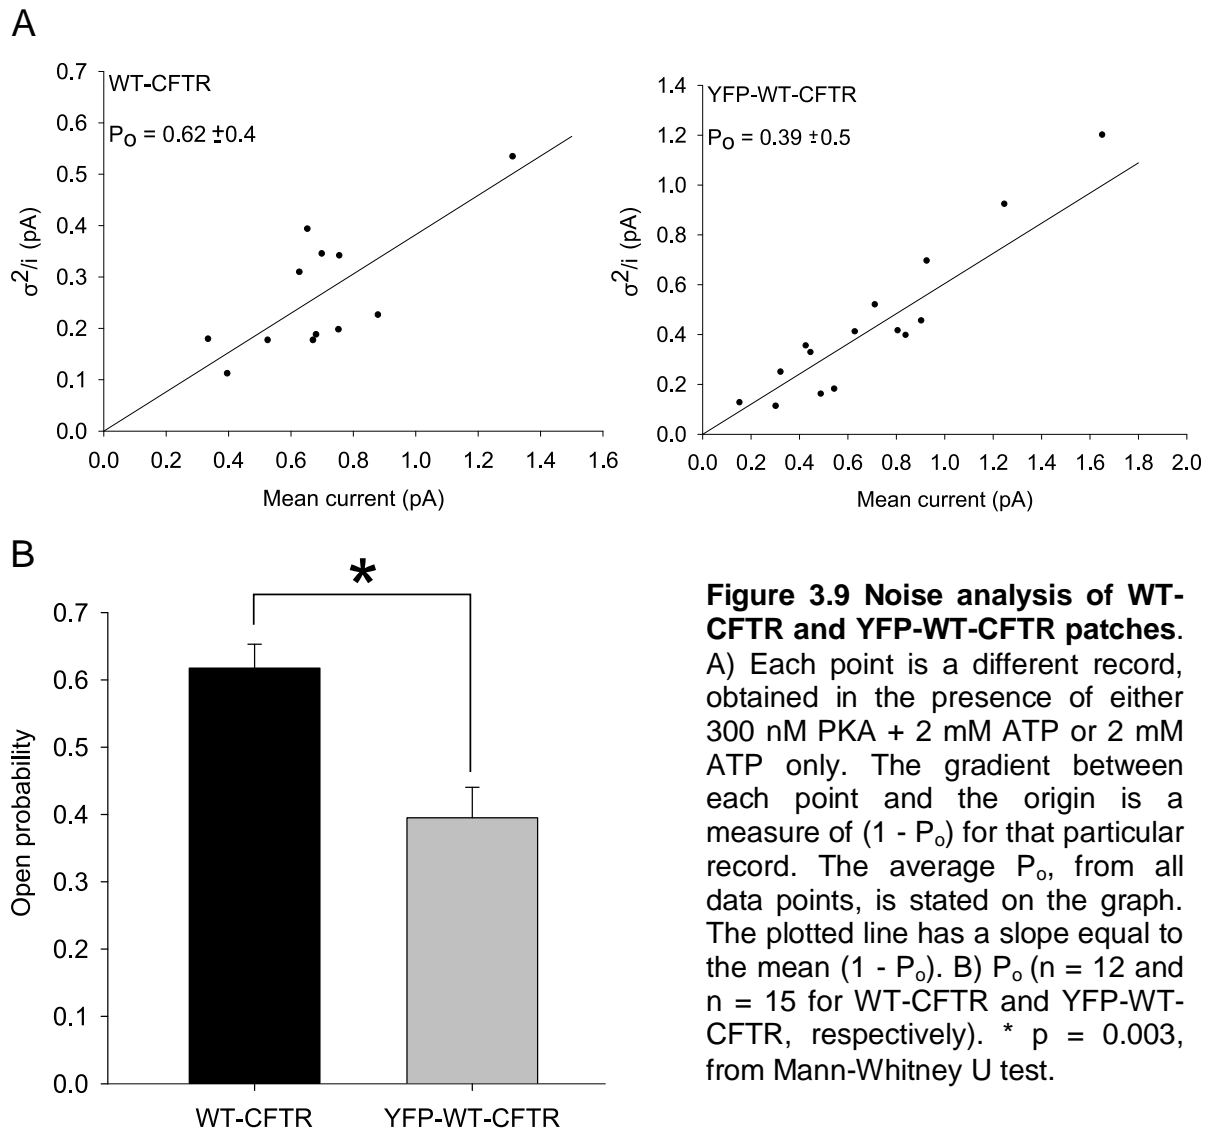 A
WT-CFTR
Po = 0.62 ±0.4
0.7
0.6
0.5
0.4
0.3
0.2
0.1
0.0
σ²/i (pA)
0.0 0.2 0.4 0.6 0.8 1.0 1.2 1.4 1.6
Mean current (pA)
YFP-WT-CFTR
Po = 0.39 ±0.5
1.4
1.2
1.0
0.8
0.6
0.4
0.2
0.0
σ²/i (pA)
0.0 0.2 0.4 0.6 0.8 1.0 1.2 1.4 1.6 1.8 2.0
Mean current (pA)
B
*
0.7
0.6
0.5
0.4
0.3
0.2
0.1
0.0
Open probability
WT-CFTR YFP-WT-CFTR
Figure 3.9 Noise analysis of WT-
CFTR and YFP-WT-CFTR patches.
A) Each point is a different record,
obtained in the presence of either
300 nM PKA + 2 mM ATP or 2 mM
ATP only. The gradient between
each point and the origin is a
measure of (1 - Po) for that particular
record. The average Po, from all
data points, is stated on the graph.
The plotted line has a slope equal to
the mean (1 - Po). B) Po (n = 12 and
n = 15 for WT-CFTR and YFP-WT-
CFTR, respectively). * p = 0.003,
from Mann-Whitney U test.